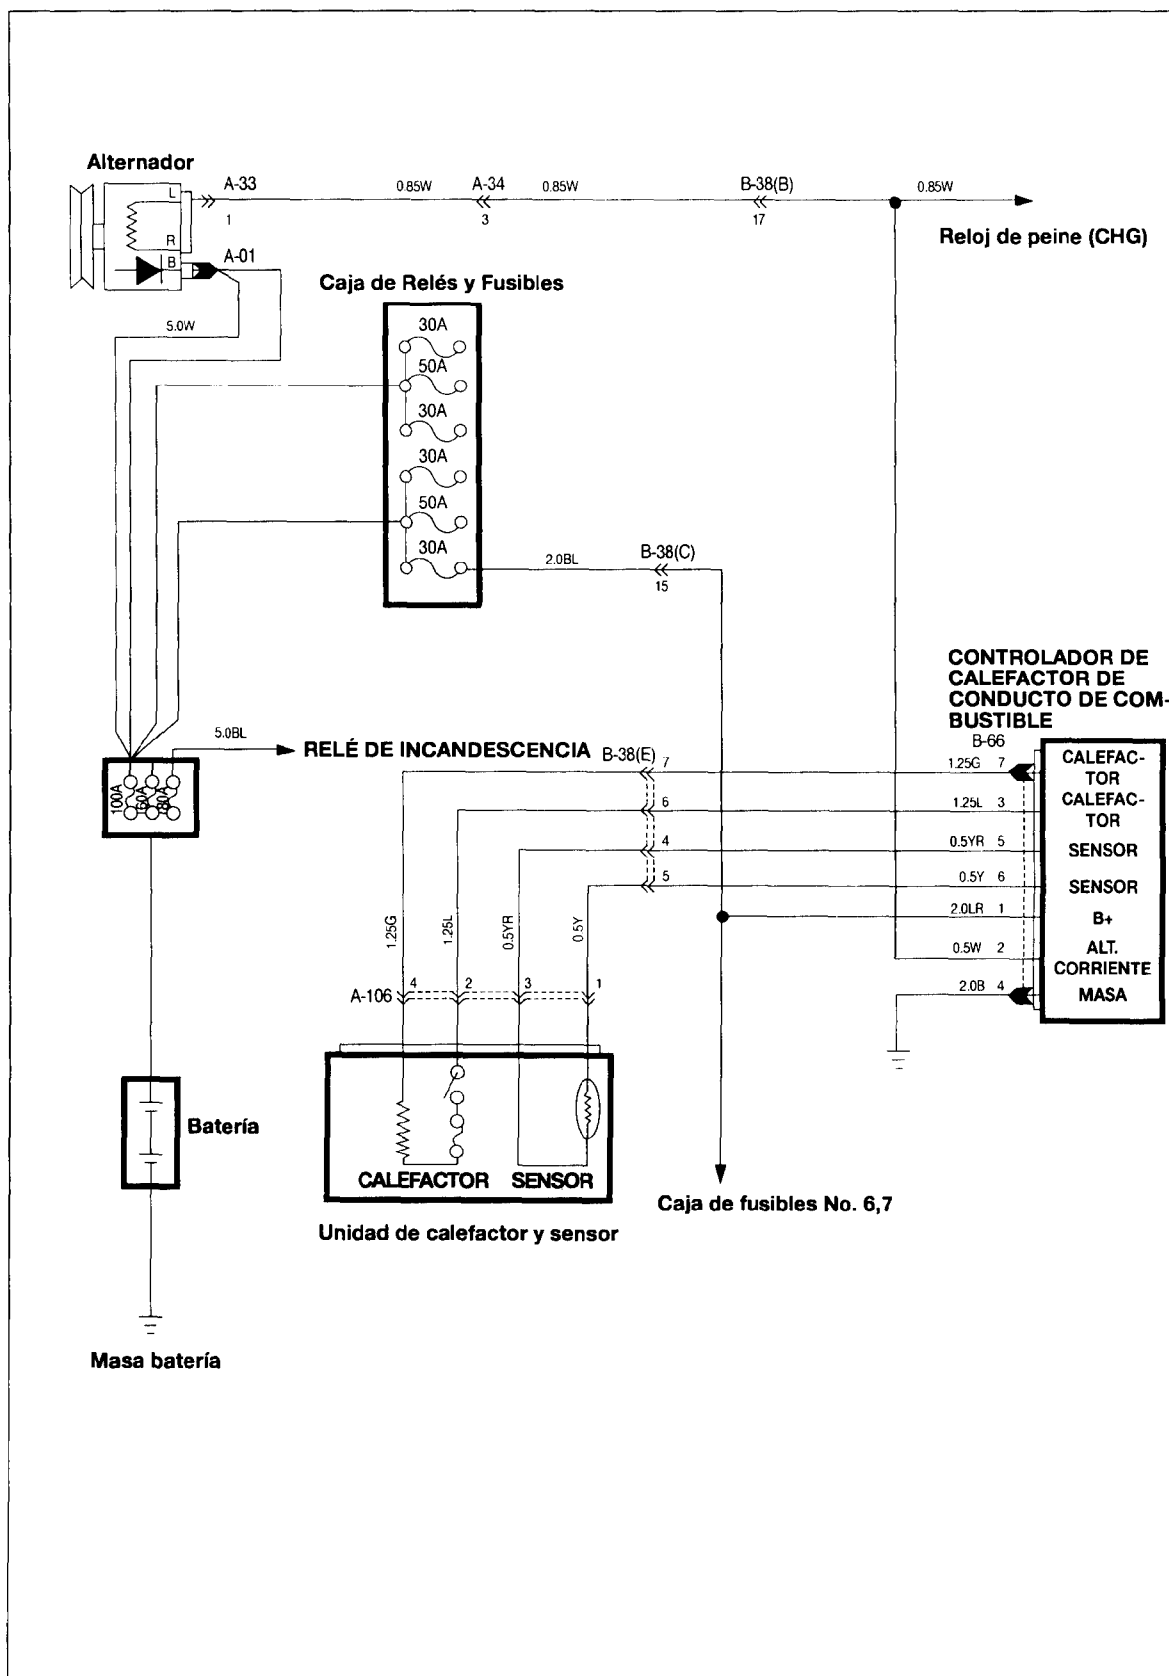 Alternador
L
A-33
0.85W
A-34
0.85W
B-38(B)
0.85W
1
3
17
R
Reloj de peine (CHG)
B
A-01
Caja de Relés y Fusibles
5.0W
30A
50A
30A
30A
50A
30A
2.0BL
B-38(C)
15
CONTROLADOR DE
CALEFACTOR DE
CONDUCTO DE COM-
BUSTIBLE
5.0BL
RELÉ DE INCANDESCENCIA
B-38(E)
7
B-66
1.25G 7
CALEFAC-
TOR
100A
60A
80A
6
1.25L 3
CALEFAC-
TOR
4
0.5YR 5
SENSOR
5
0.5Y 6
SENSOR
2.0LR 1
B+
1.25G
1.25L
0.5YR
0.5Y
0.5W 2
ALT.
CORRIENTE
A-106
4
2
3
1
2.0B 4
MASA
Batería
CALEFACTOR
SENSOR
Caja de fusibles No. 6,7
Unidad de calefactor y sensor
Masa batería